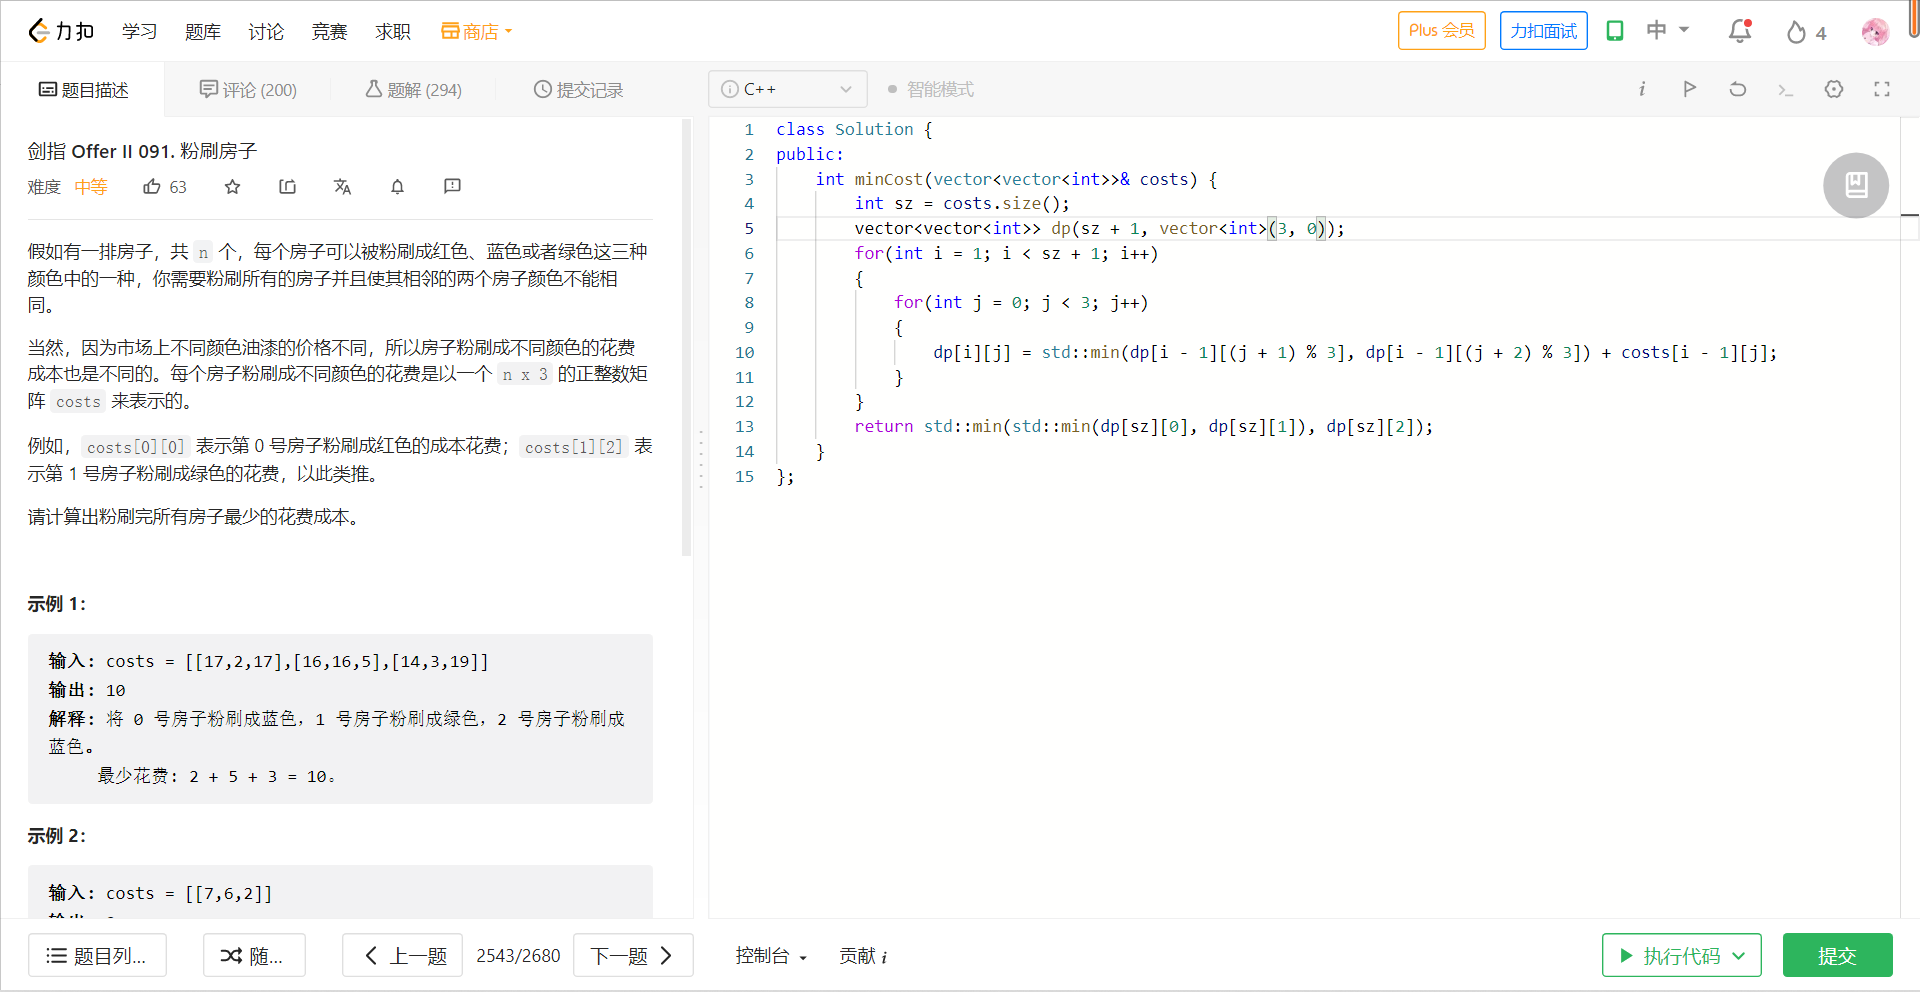 力扣 学习 题库 讨论 竞赛 求职 商店 Plus 会员 力扣面试 中 4
题目描述 评论 (200) 题解 (294) 提交记录 C++ 智能模式
剑指 Offer II 091. 粉刷房子
难度 中等 63
假如有一排房子，共 n 个，每个房子可以被粉刷成红色、蓝色或者绿色这三种
颜色中的一种，你需要粉刷所有的房子并且使其相邻的两个房子颜色不能相
同。
当然，因为市场上不同颜色油漆的价格不同，所以房子粉刷成不同颜色的花费
成本也是不同的。每个房子粉刷成不同颜色的花费是以一个 n x 3 的正整数矩
阵 costs 来表示的。
例如，costs[0][0] 表示第 0 号房子粉刷成红色的成本花费；costs[1][2] 表
示第 1 号房子粉刷成绿色的花费，以此类推。
请计算出粉刷完所有房子最少的花费成本。
示例 1：
输入: costs = [[17,2,17],[16,16,5],[14,3,19]]
输出: 10
解释: 将 0 号房子粉刷成蓝色，1 号房子粉刷成绿色，2 号房子粉刷成
蓝色。
最少花费: 2 + 5 + 3 = 10。
示例 2：
输入: costs = [[7,6,2]]
1 class Solution {
2 public:
3 int minCost(vector<vector<int>>& costs) {
4 int sz = costs.size();
5 vector<vector<int>> dp(sz + 1, vector<int>(3, 0));
6 for(int i = 1; i < sz + 1; i++)
7 {
8 for(int j = 0; j < 3; j++)
9 {
10 dp[i][j] = std::min(dp[i - 1][(j + 1) % 3], dp[i - 1][(j + 2) % 3]) + costs[i - 1][j];
11 }
12 }
13 return std::min(std::min(dp[sz][0], dp[sz][1]), dp[sz][2]);
14 }
15 };
题目列... 随... 上一题 2543/2680 下一题 控制台 贡献 i 执行代码 提交